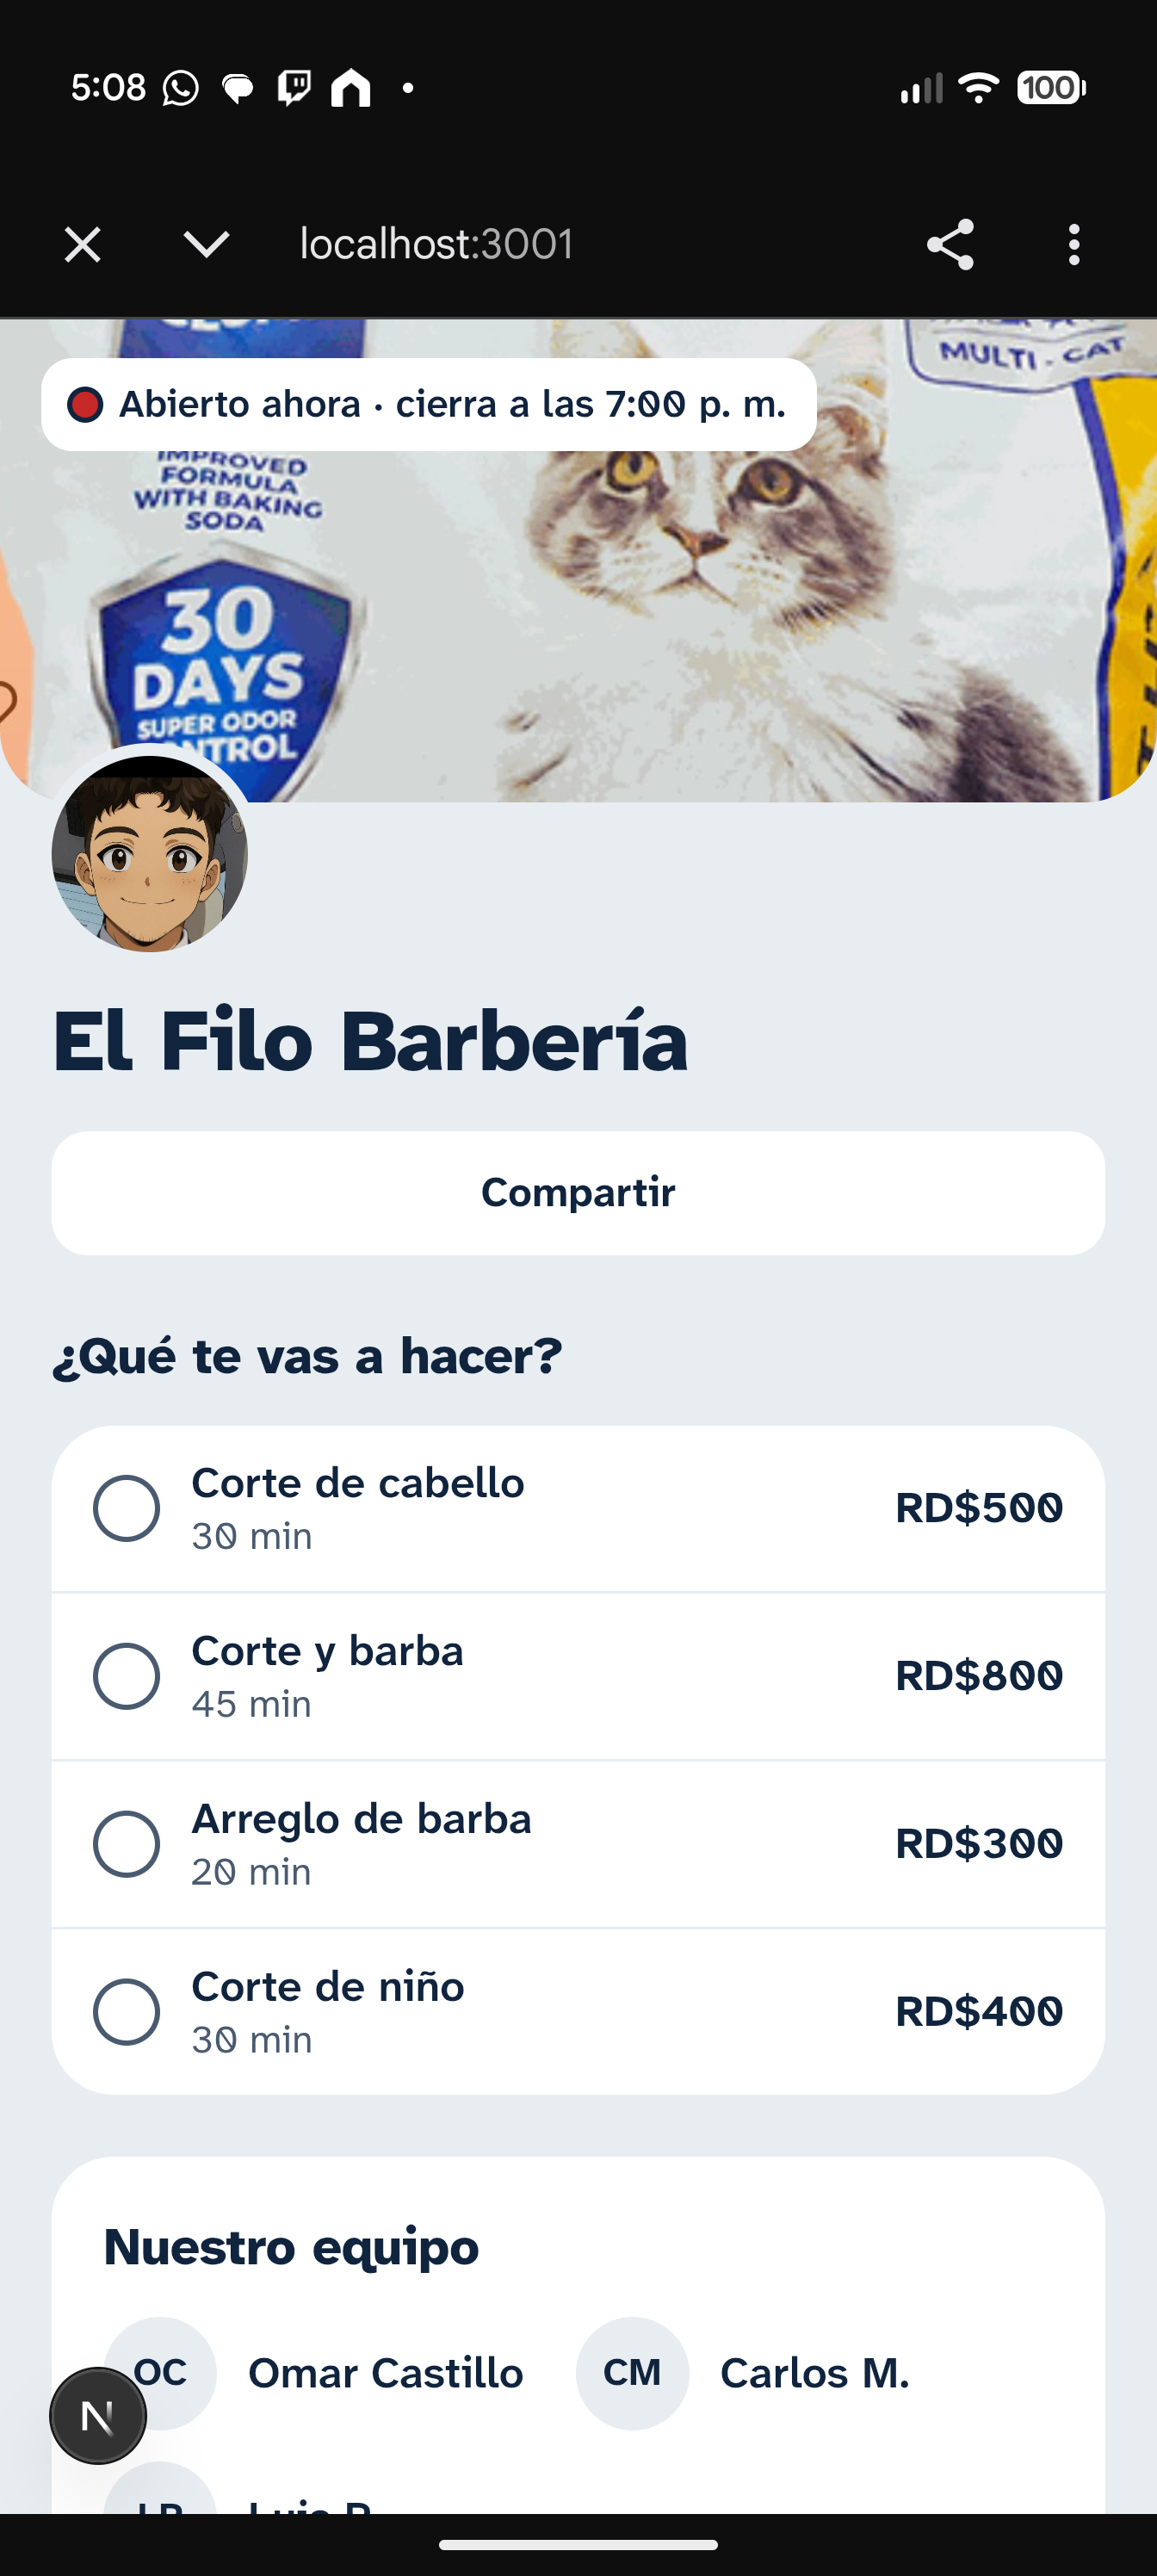 5:08
100
localhost:3001
MULTI-CAT
Abierto ahora · cierra a las 7:00 p. m.
IMPROVED
FORMULA
WITH BAKING
SODA
30
DAYS
SUPER ODOR
El Filo Barbería
Compartir
¿Qué te vas a hacer?
Corte de cabello
30 min
RD$500
Corte y barba
45 min
RD$800
Arreglo de barba
20 min
RD$300
Corte de niño
30 min
RD$400
Nuestro equipo
OC
Omar Castillo
CM
Carlos M.
N